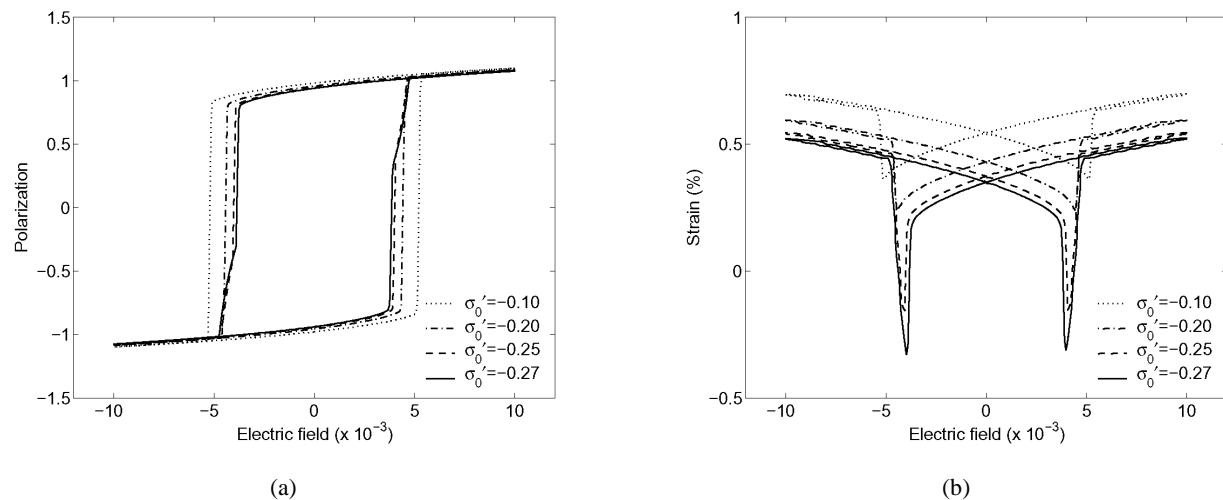 1.5
1
0.5
0
−0.5
−1
−1.5
Polarization
−10
−5
0
5
10
Electric field (x 10⁻³)
σ₀′=−0.10
σ₀′=−0.20
σ₀′=−0.25
σ₀′=−0.27
(a)
1
0.5
0
−0.5
Strain (%)
−10
−5
0
5
10
Electric field (x 10⁻³)
σ₀′=−0.10
σ₀′=−0.20
σ₀′=−0.25
σ₀′=−0.27
(b)